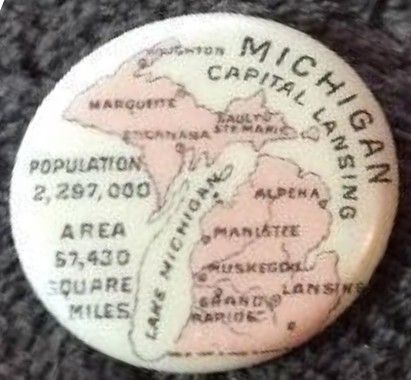 MICHIGAN
CAPITAL LANSING
HOUGHTON
MARQUETTE
SAULT
STE MARIE
ESCANABA
POPULATION
2,297,000
AREA
57,430
SQUARE
MILES
LAKE MICHIGAN
ALPENA
MANISTEE
MUSKEGON
GRAND
RAPIDS
LANSING